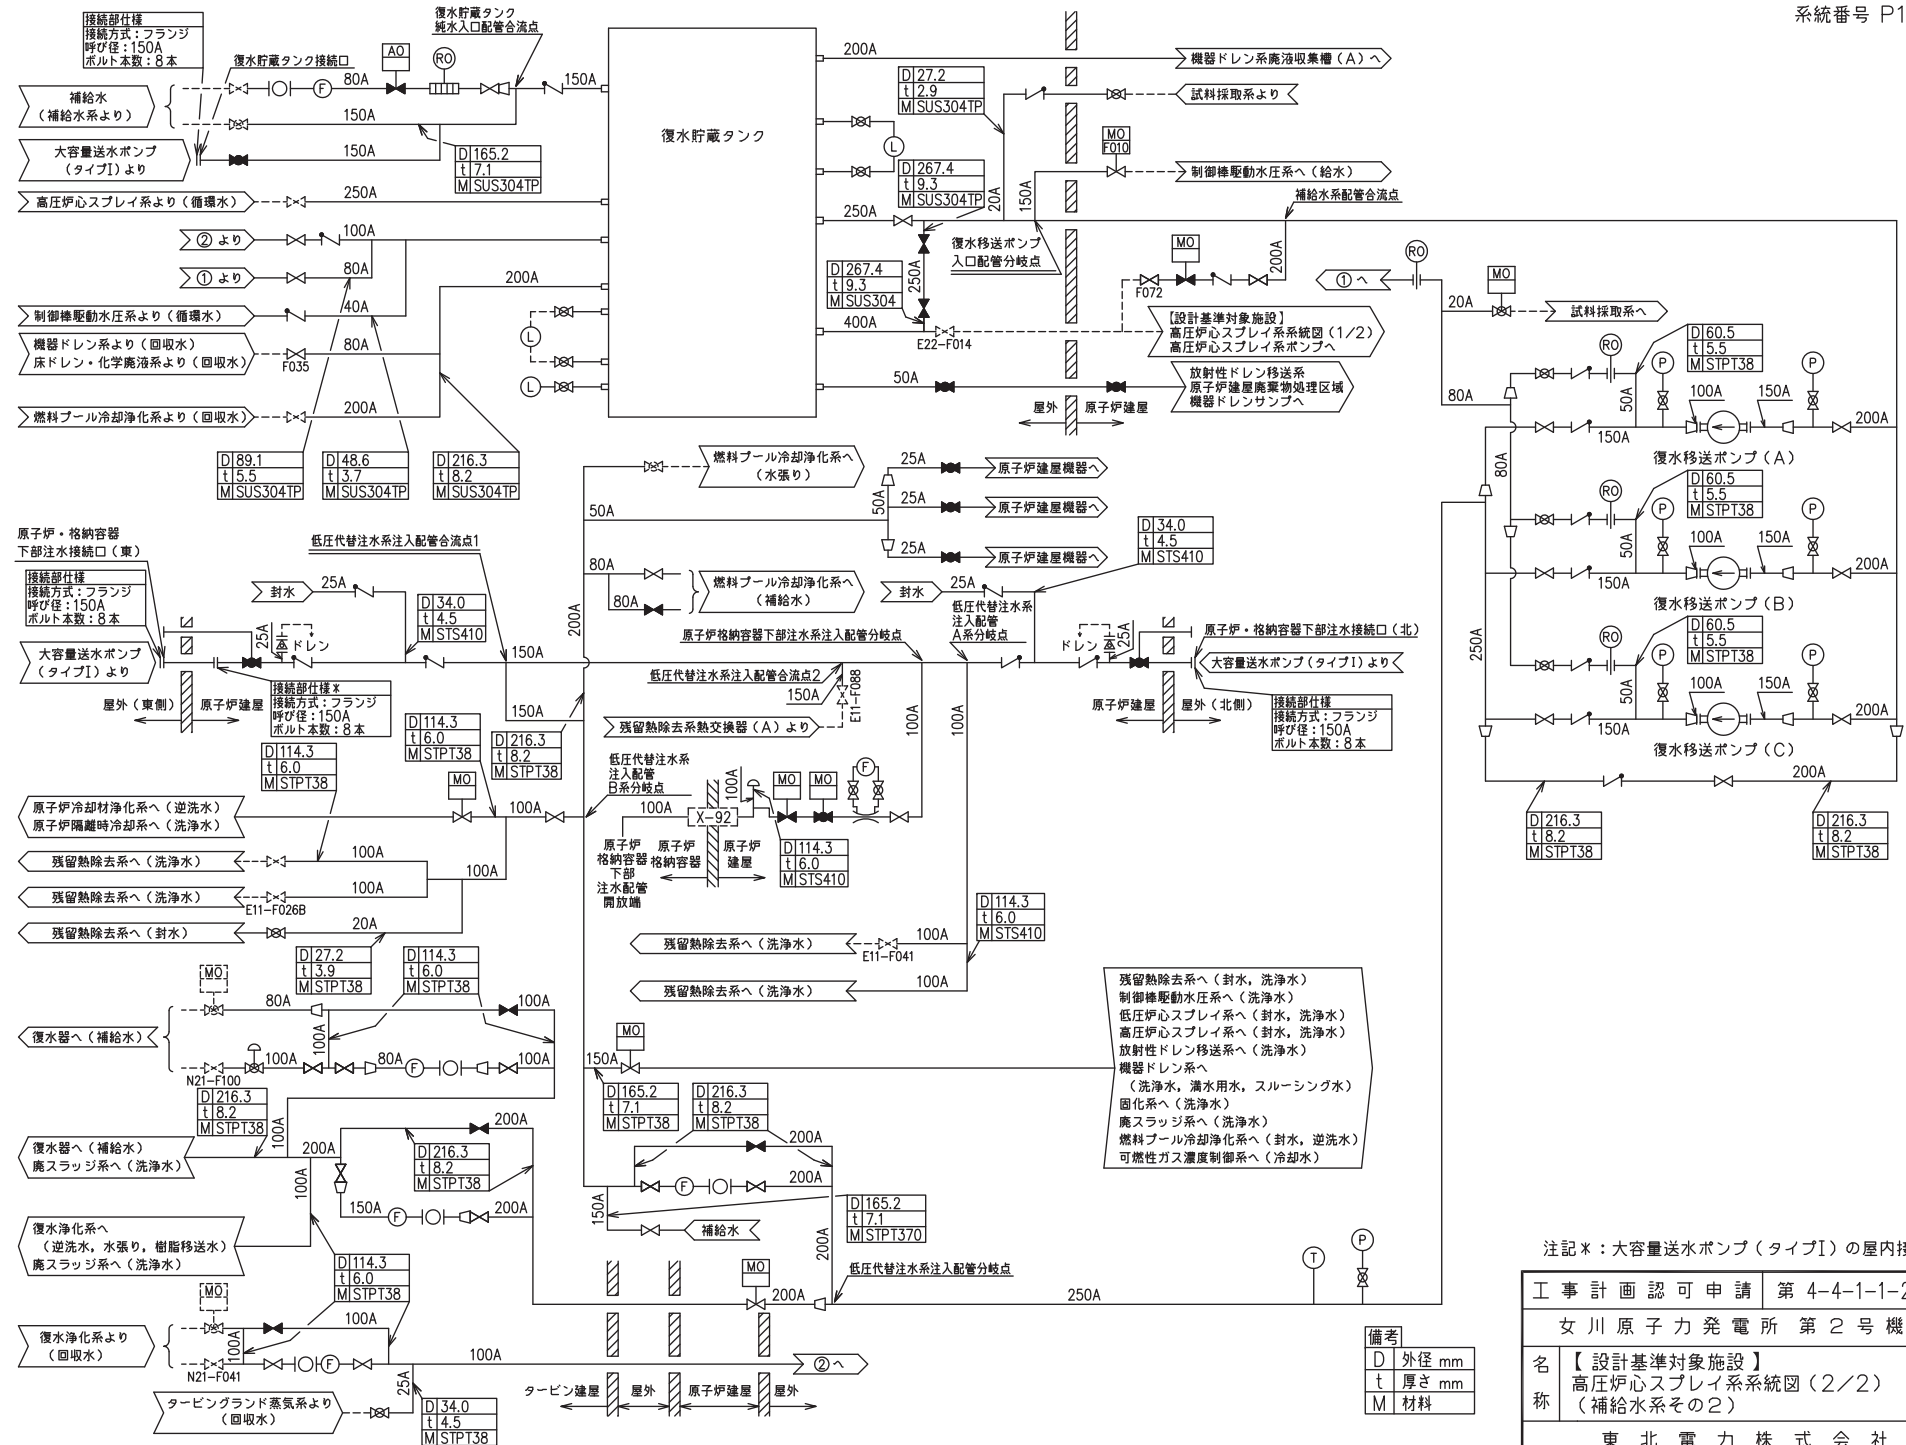 系統番号 P1
接続部仕様
接続方式：フランジ
呼び径：150A
ボルト本数：8本
復水貯蔵タンク接続口
復水貯蔵タンク
純水入口配管合流点
AO
RO
F
80A
150A
補給水
（補給水系より）
150A
大容量送水ポンプ
（タイプI）より
150A
D 165.2
t 7.1
M SUS304TP
高圧炉心スプレイ系より（循環水）
250A
②より
100A
①より
80A
制御棒駆動水圧系より（循環水）
40A
200A
機器ドレン系より（回収水）
床ドレン・化学廃液系より（回収水）
F035
80A
燃料プール冷却浄化系より（回収水）
200A
L
L
D 89.1
t 5.5
M SUS304TP
D 48.6
t 3.7
M SUS304TP
D 216.3
t 8.2
M SUS304TP
復水貯蔵タンク
200A
機器ドレン系廃液収集槽（A）へ
D 27.2
t 2.9
M SUS304TP
試料採取系より
L
MO
F010
制御棒駆動水圧系へ（給水）
D 267.4
t 9.3
M SUS304TP
20A
150A
250A
補給水系配管合流点
復水移送ポンプ
入口配管分岐点
250A
D 267.4
t 9.3
M SUS304
MO
F072
200A
400A
E22-F014
【設計基準対象施設】
高圧炉心スプレイ系系統図（1/2）
高圧炉心スプレイ系ポンプへ
50A
放射性ドレン移送系
原子炉建屋廃棄物処理区域
機器ドレンサンプへ
屋外
原子炉建屋
①へ
RO
MO
20A
試料採取系へ
80A
D 60.5
t 5.5
M STPT38
RO
P
P
50A
100A
150A
150A
200A
復水移送ポンプ（A）
80A
D 60.5
t 5.5
M STPT38
RO
P
P
50A
100A
150A
150A
200A
復水移送ポンプ（B）
D 60.5
t 5.5
M STPT38
RO
P
P
50A
100A
150A
150A
200A
復水移送ポンプ（C）
250A
200A
D 216.3
t 8.2
M STPT38
D 216.3
t 8.2
M STPT38
燃料プール冷却浄化系へ
（水張り）
50A
50A
25A
原子炉建屋機器へ
25A
原子炉建屋機器へ
25A
原子炉建屋機器へ
80A
80A
燃料プール冷却浄化系へ
（補給水）
200A
原子炉・格納容器
下部注水接続口（東）
接続部仕様
接続方式：フランジ
呼び径：150A
ボルト本数：8本
大容量送水ポンプ
（タイプI）より
屋外（東側）
原子炉建屋
低圧代替注水系注入配管合流点1
封水
25A
25A
ドレン
D 34.0
t 4.5
M STS410
接続部仕様＊
接続方式：フランジ
呼び径：150A
ボルト本数：8本
150A
150A
封水
25A
D 34.0
t 4.5
M STS410
低圧代替注水系
注入配管
A系分岐点
原子炉格納容器下部注水系注入配管分岐点
低圧代替注水系注入配管合流点2
150A
E11-F088
残留熱除去系熱交換器（A）より
ドレン
25A
原子炉・格納容器下部注水接続口（北）
大容量送水ポンプ（タイプI）より
原子炉建屋
屋外（北側）
接続部仕様
接続方式：フランジ
呼び径：150A
ボルト本数：8本
D 114.3
t 6.0
M STPT38
D 114.3
t 6.0
M STPT38
D 216.3
t 8.2
M STPT38
低圧代替注水系
注入配管
B系分岐点
MO
100A
原子炉冷却材浄化系へ（逆洗水）
原子炉隔離時冷却系へ（洗浄水）
残留熱除去系へ（洗浄水）
100A
100A
残留熱除去系へ（洗浄水）
E11-F026B
100A
残留熱除去系へ（封水）
20A
D 27.2
t 3.9
M STPT38
D 114.3
t 6.0
M STPT38
100A
X-92
100A
MO
MO
F
100A
100A
原子炉
格納容器
下部
注水配管
開放端
原子炉
格納容器
原子炉
建屋
D 114.3
t 6.0
M STS410
残留熱除去系へ（洗浄水）
E11-F041
100A
残留熱除去系へ（洗浄水）
100A
D 114.3
t 6.0
M STS410
MO
80A
100A
復水器へ（補給水）
100A
N21-F100
100A
80A
F
100A
D 216.3
t 8.2
M STPT38
100A
復水器へ（補給水）
廃スラッジ系へ（洗浄水）
200A
200A
100A
D 216.3
t 8.2
M STPT38
150A
F
200A
復水浄化系へ
（逆洗水，水張り，樹脂移送水）
廃スラッジ系へ（洗浄水）
D 114.3
t 6.0
M STPT38
MO
100A
復水浄化系より
（回収水）
100A
N21-F041
F
100A
②へ
25A
タービングランド蒸気系より
（回収水）
D 34.0
t 4.5
M STPT38
MO
150A
D 165.2
t 7.1
M STPT38
D 216.3
t 8.2
M STPT38
200A
F
200A
150A
補給水
D 165.2
t 7.1
M STPT370
200A
MO
200A
低圧代替注水系注入配管分岐点
250A
T
P
タービン建屋
屋外
原子炉建屋
屋外
残留熱除去系へ（封水，洗浄水）
制御棒駆動水圧系へ（洗浄水）
低圧炉心スプレイ系へ（封水，洗浄水）
高圧炉心スプレイ系へ（封水，洗浄水）
放射性ドレン移送系へ（洗浄水）
機器ドレン系へ
（洗浄水，満水用水，スルーシング水）
固化系へ（洗浄水）
廃スラッジ系へ（洗浄水）
燃料プール冷却浄化系へ（封水，逆洗水）
可燃性ガス濃度制御系へ（冷却水）
備考
D 外径 mm
t 厚さ mm
M 材料
注記＊：大容量送水ポンプ（タイプI）の屋内接
工事計画認可申請 第 4-4-1-1-2
女川原子力発電所 第2号機
名称
【設計基準対象施設】
高圧炉心スプレイ系系統図（2/2）
（補給水系その2）
東北電力株式会社